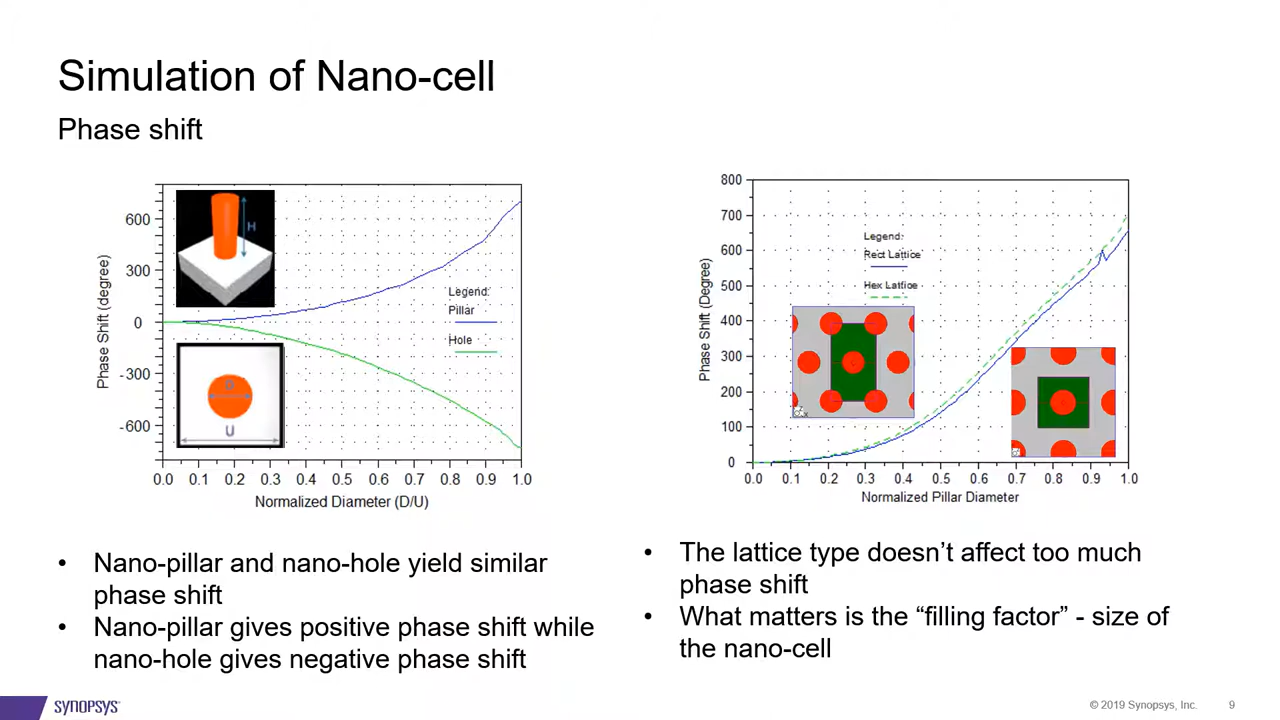 Simulation of Nano-cell
Phase shift
600
300
0
-300
-600
Phase Shift (degree)
H
D
U
Legend:
Pillar
Hole
0.0 0.1 0.2 0.3 0.4 0.5 0.6 0.7 0.8 0.9 1.0
Normalized Diameter (D/U)
800
700
600
500
400
300
200
100
0
Phase Shift (Degree)
Legend:
Rect Lattice
Hex Lattice
0.0 0.1 0.2 0.3 0.4 0.5 0.6 0.7 0.8 0.9 1.0
Normalized Pillar Diameter
• Nano-pillar and nano-hole yield similar
phase shift
• Nano-pillar gives positive phase shift while
nano-hole gives negative phase shift
• The lattice type doesn’t affect too much
phase shift
• What matters is the “filling factor” - size of
the nano-cell
SYNOPSYS
© 2019 Synopsys, Inc. 9